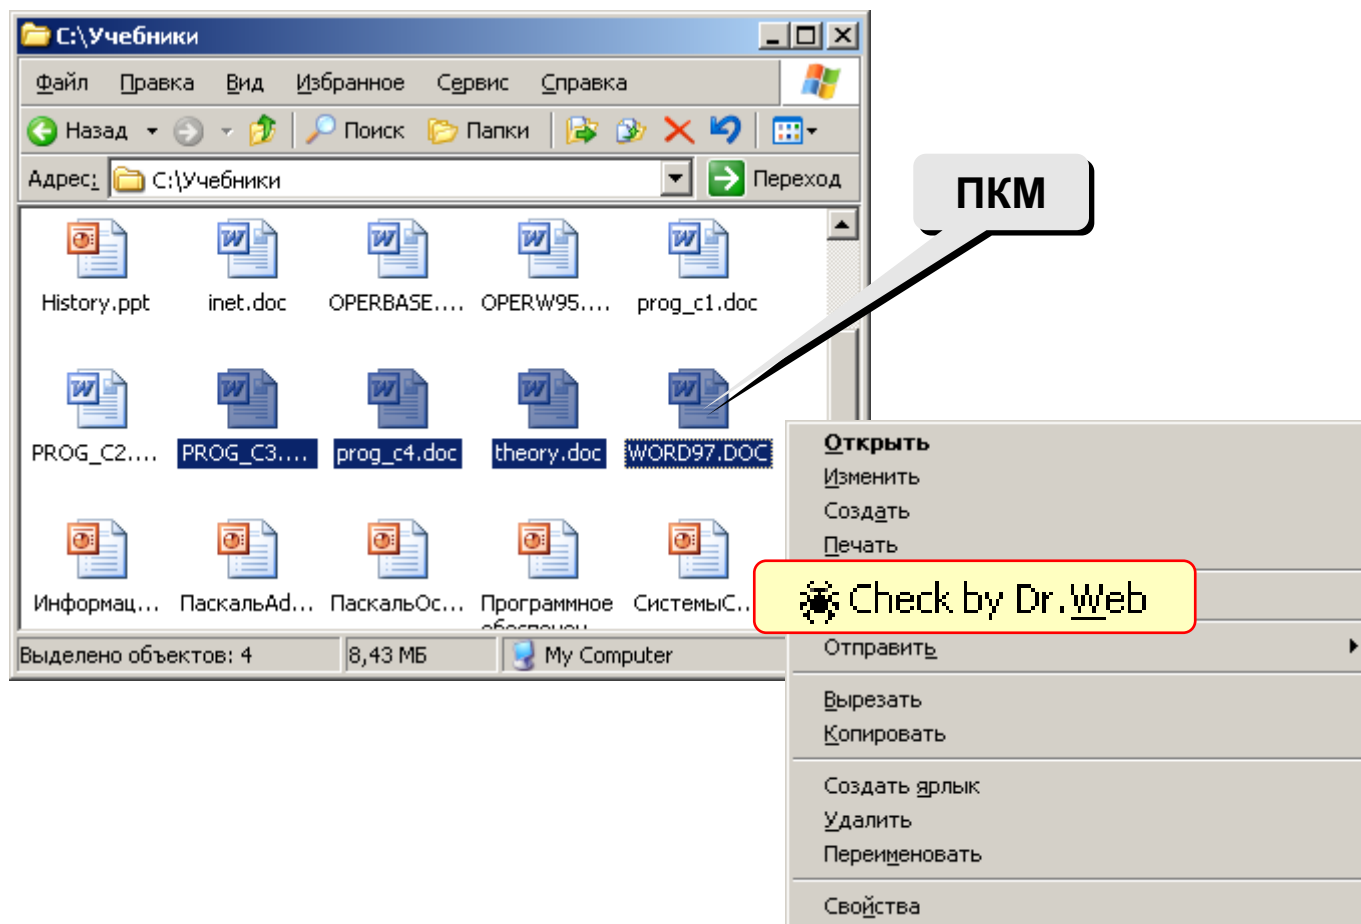 C:\Учебники
Файл Правка Вид Избранное Сервис Справка
Назад Поиск Папки
Адрес: C:\Учебники Переход
ПКМ
History.ppt inet.doc OPERBASE.... OPERW95.... prog_c1.doc
PROG_C2.... PROG_C3.... prog_c4.doc theory.doc WORD97.DOC
Информац... ПаскальAd... ПаскальОс... Программное СистемыС...
обеспечен...
Выделено объектов: 4 8,43 МБ My Computer
Открыть
Изменить
Создать
Печать
Check by Dr.Web
Отправить
Вырезать
Копировать
Создать ярлык
Удалить
Переименовать
Свойства